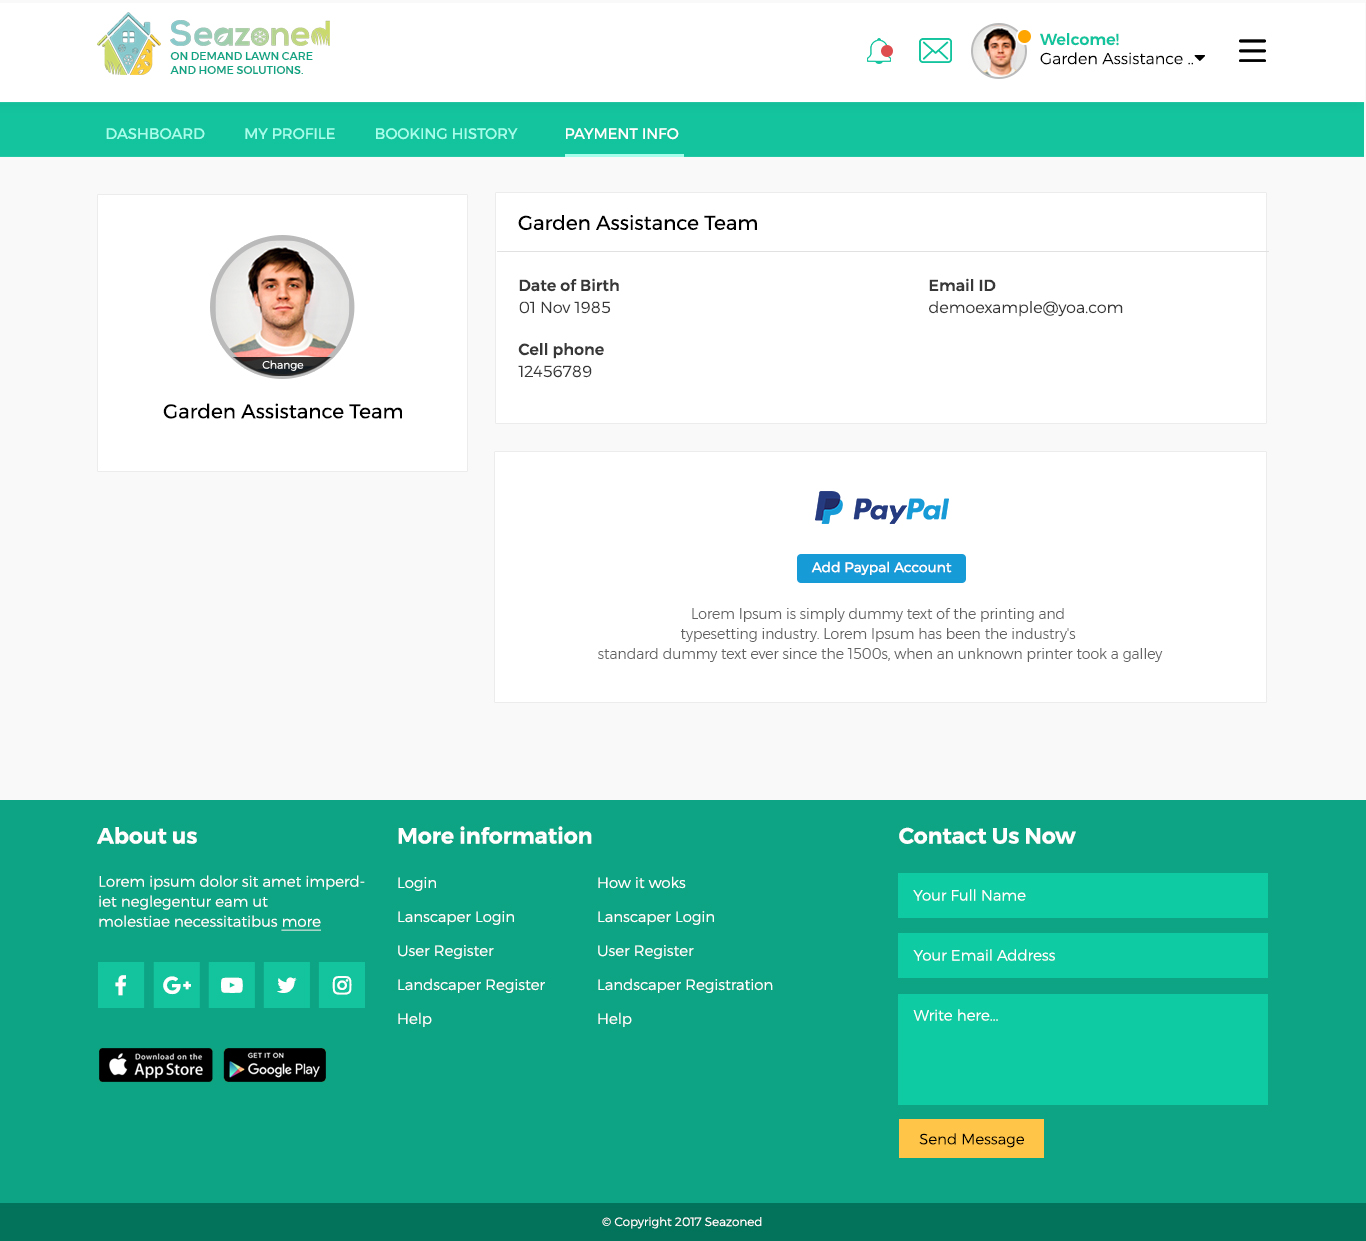 Seazoned
ON DEMAND LAWN CARE
AND HOME SOLUTIONS.
Welcome!
Garden Assistance ..
DASHBOARD
MY PROFILE
BOOKING HISTORY
PAYMENT INFO
Change
Garden Assistance Team
Garden Assistance Team
Date of Birth
01 Nov 1985
Email ID
demoexample@yoa.com
Cell phone
12456789
PayPal
Add Paypal Account
Lorem Ipsum is simply dummy text of the printing and
typesetting industry. Lorem Ipsum has been the industry's
standard dummy text ever since the 1500s, when an unknown printer took a galley
About us
Lorem ipsum dolor sit amet imperd-
iet neglegentur eam ut
molestiae necessitatibus more
G+
Download on the
App Store
GET IT ON
Google Play
More information
Login
Lanscaper Login
User Register
Landscaper Register
Help
How it woks
Lanscaper Login
User Register
Landscaper Registration
Help
Contact Us Now
Your Full Name
Your Email Address
Write here...
Send Message
© Copyright 2017 Seazoned